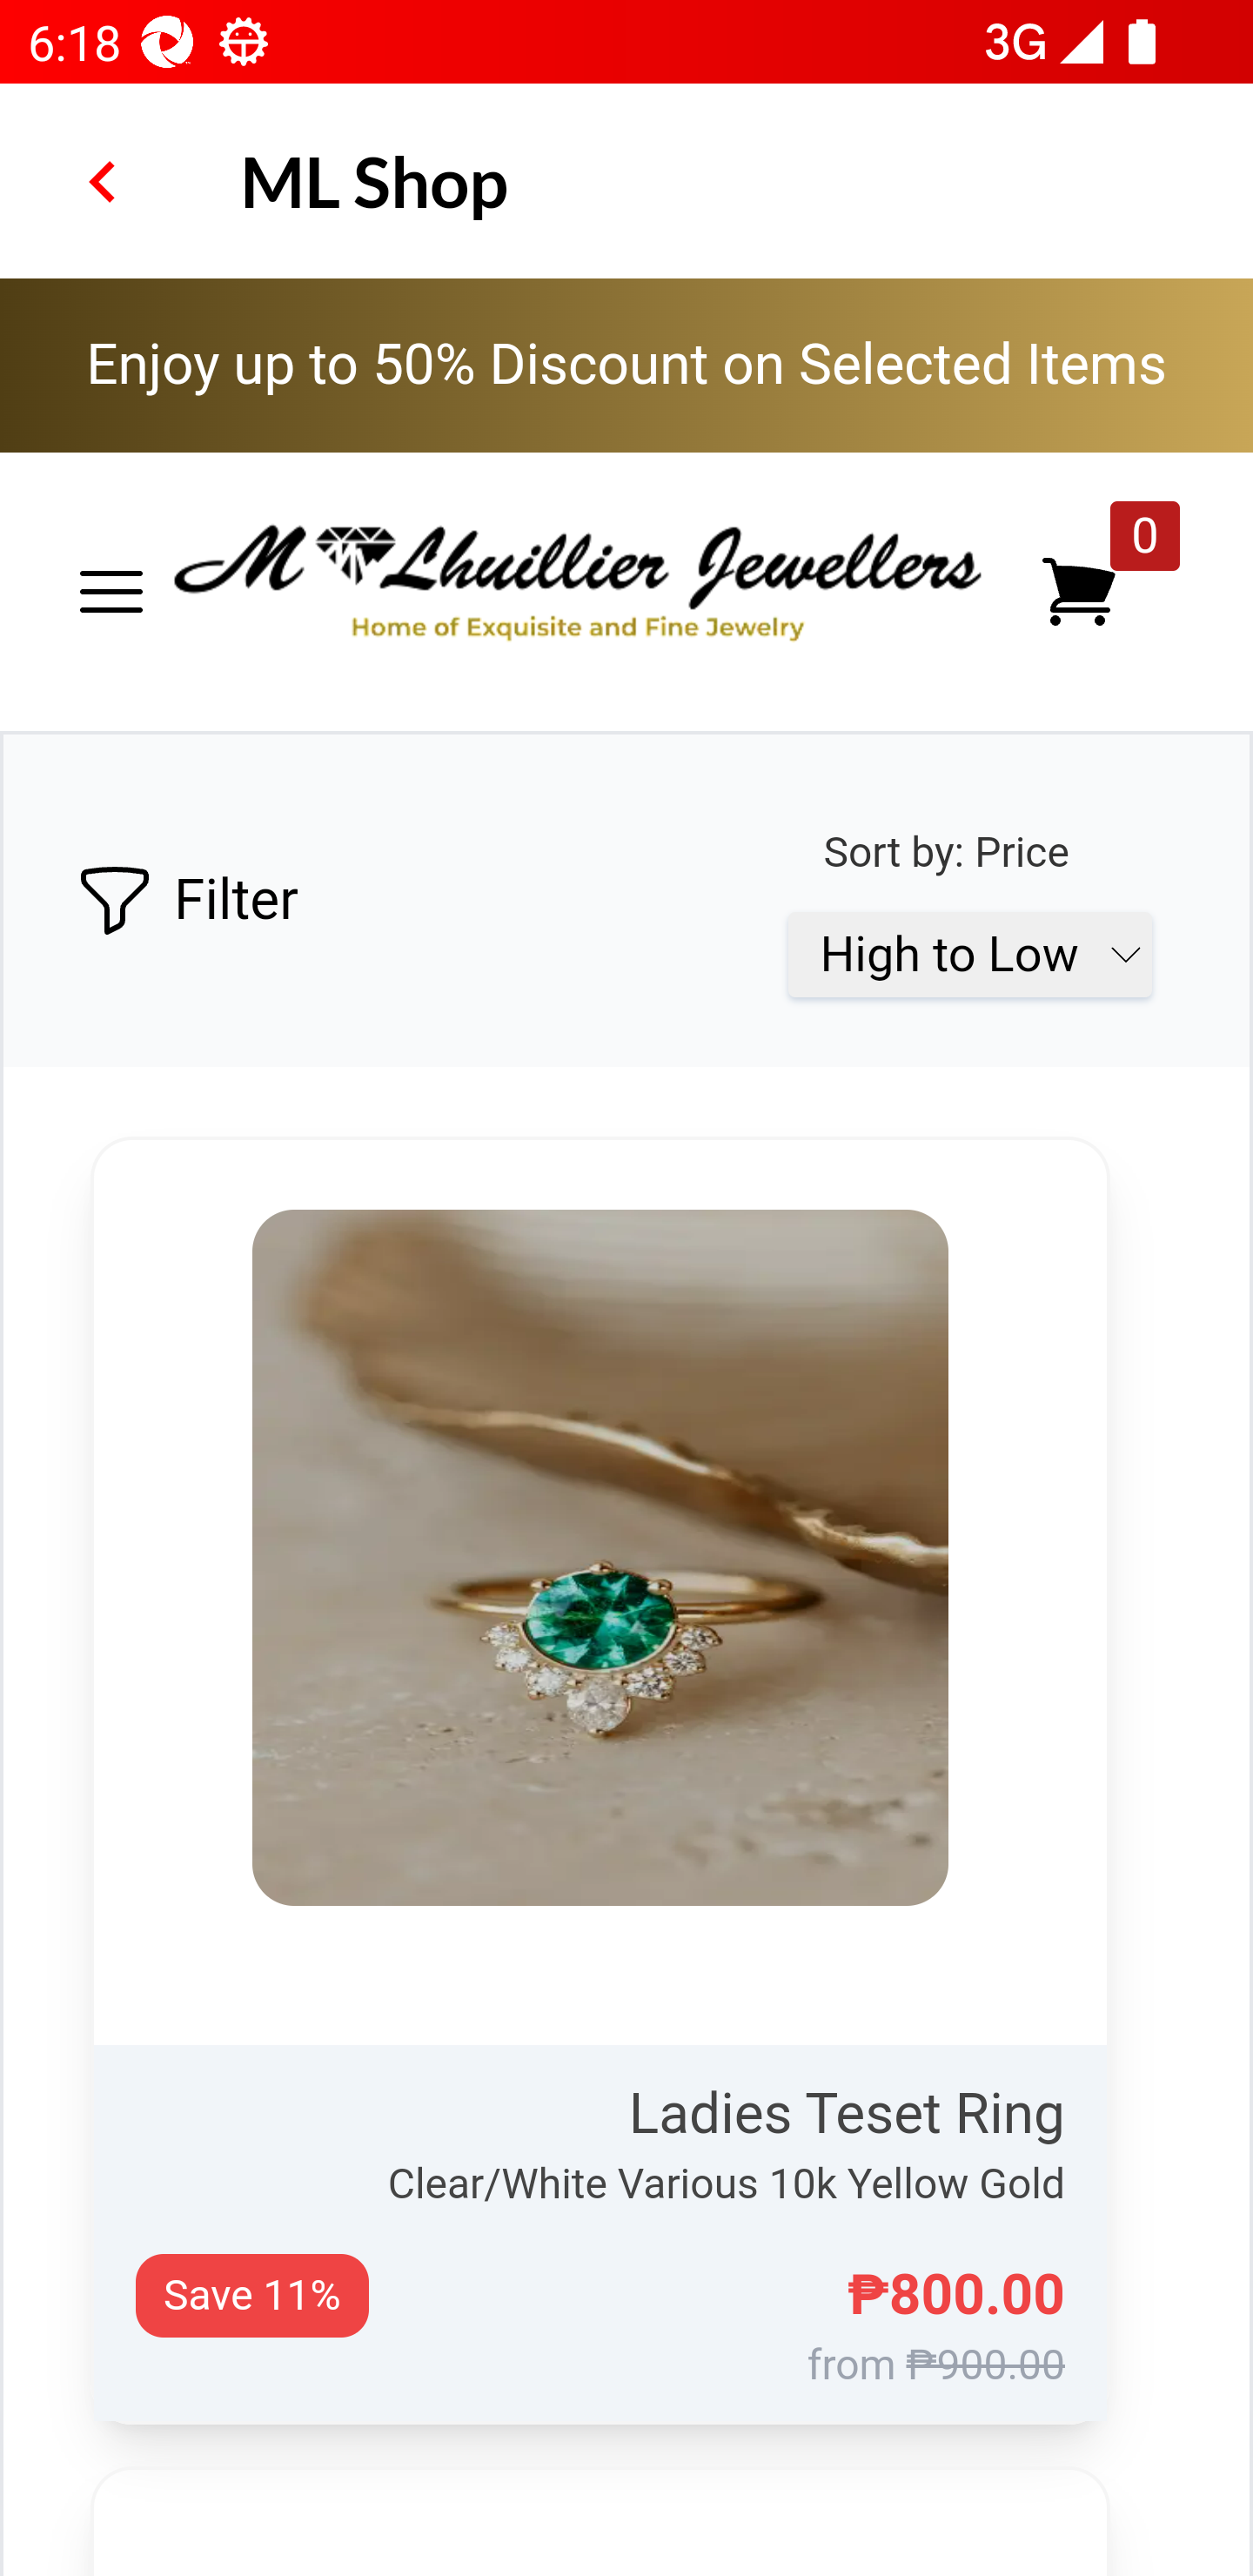 6:18
3G
ML Shop
Enjoy up to 50% Discount on Selected Items
M Lhuillier Jewellers
Home of Exquisite and Fine Jewelry
0
Filter
Sort by: Price
High to Low
Ladies Teset Ring
Clear/White Various 10k Yellow Gold
Save 11%
₱800.00
from ₱900.00